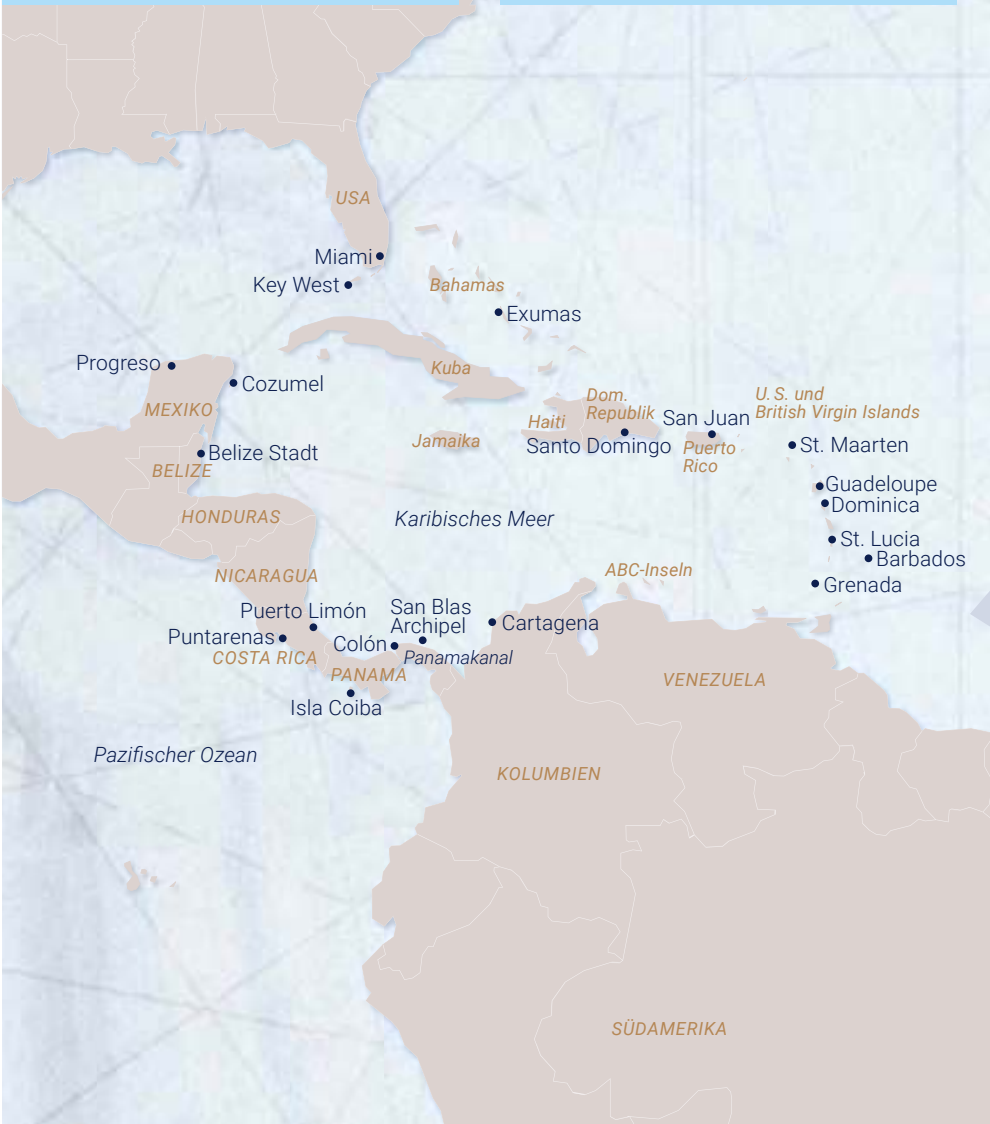 USA
Miami
Key West
Bahamas
Exumas
Progreso
Cozumel
Kuba
MEXIKO
Dom.
Republik
U. S. und
British Virgin Islands
Haiti
San Juan
Jamaika
Santo Domingo
Puerto
Rico
St. Maarten
Belize Stadt
BELIZE
Guadeloupe
Dominica
HONDURAS
Karibisches Meer
St. Lucia
Barbados
NICARAGUA
ABC-Inseln
Grenada
Puerto Limón
San Blas
Archipel
Cartagena
Puntarenas
Colón
COSTA RICA
Panamakanal
PANAMA
VENEZUELA
Isla Coiba
Pazifischer Ozean
KOLUMBIEN
SÜDAMERIKA